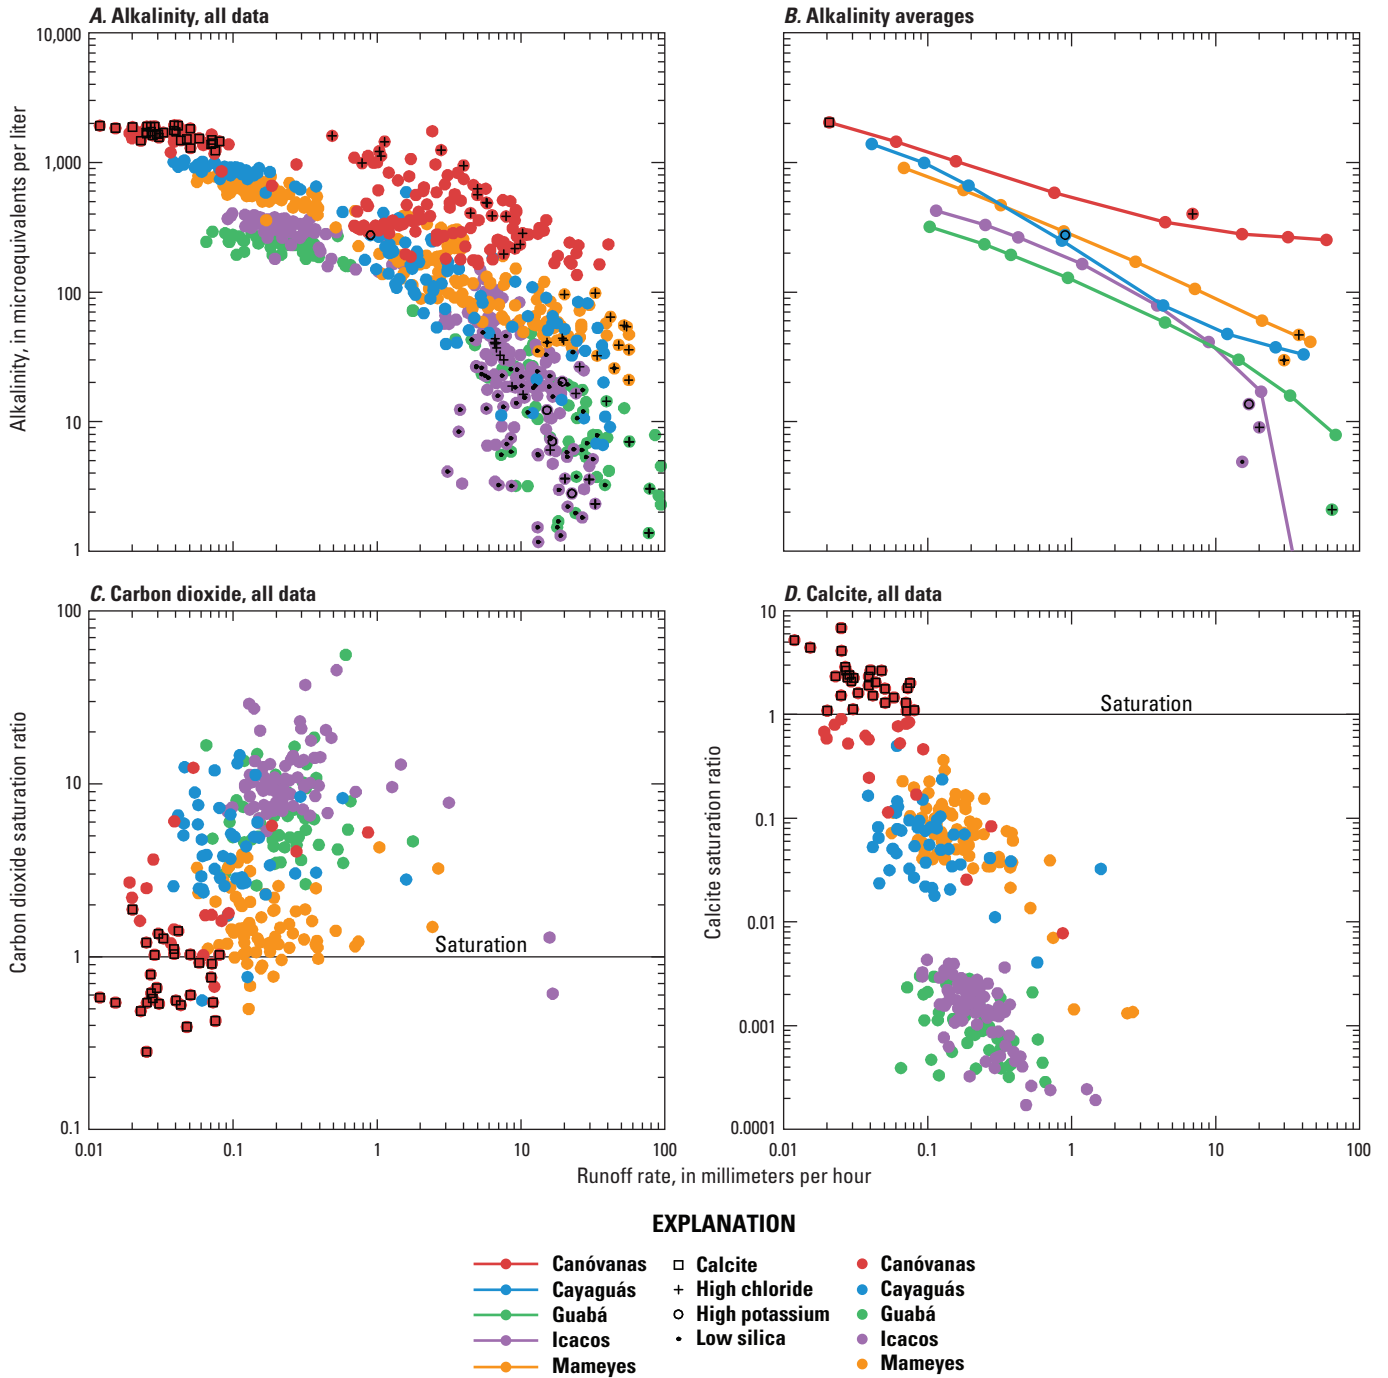 A. Alkalinity, all data
B. Alkalinity averages
10,000
1,000
100
10
1
Alkalinity, in microequivalents per liter
C. Carbon dioxide, all data
D. Calcite, all data
100
10
1
0.1
Carbon dioxide saturation ratio
Saturation
0.01
0.1
1
10
100
10
1
0.1
0.01
0.001
0.0001
Calcite saturation ratio
Saturation
0.01
0.1
1
10
100
Runoff rate, in millimeters per hour
EXPLANATION
Canóvanas
Cayaguás
Guabá
Icacos
Mameyes
Calcite
High chloride
High potassium
Low silica
Canóvanas
Cayaguás
Guabá
Icacos
Mameyes